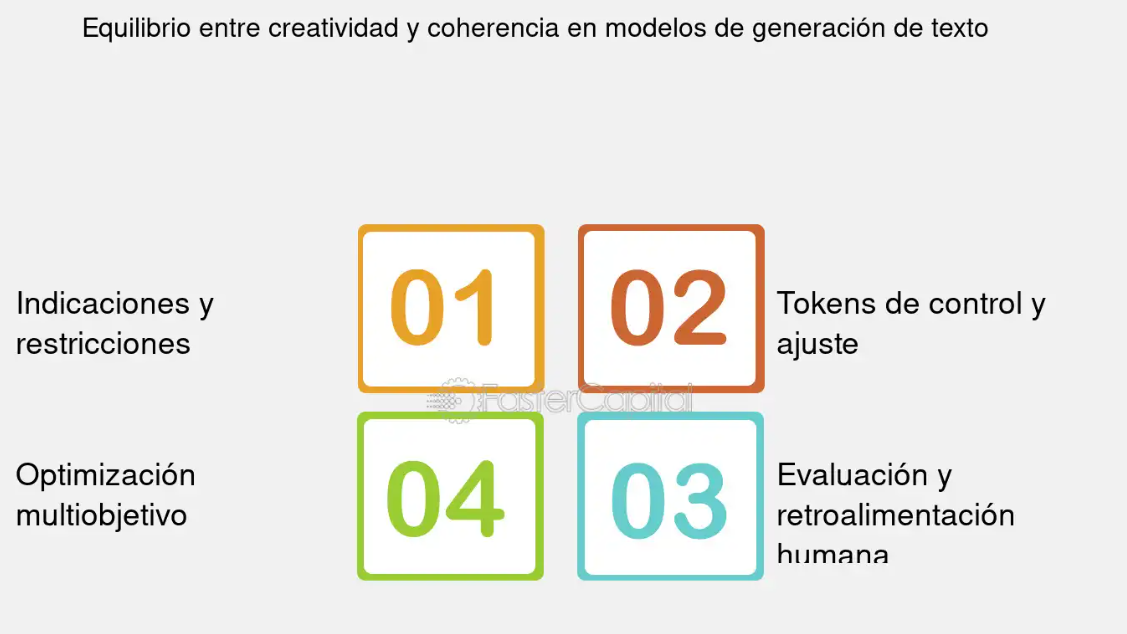 Equilibrio entre creatividad y coherencia en modelos de generación de texto
Indicaciones y
restricciones
01
02
Tokens de control y
ajuste
FasterCapital
Optimización
multiobjetivo
04
03
Evaluación y
retroalimentación
humana